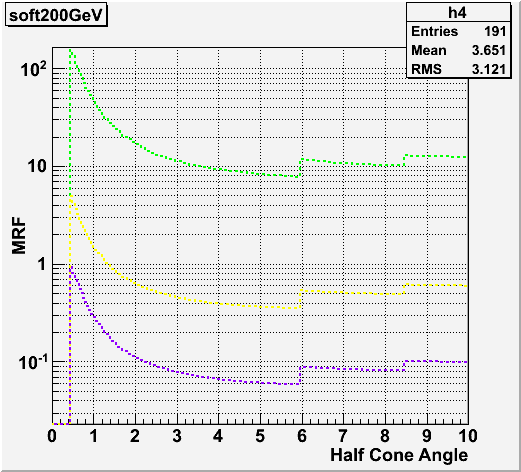 soft200GeV
h4
Entries 191
Mean 3.651
RMS 3.121
10²
10
1
10⁻¹
MRF
0 1 2 3 4 5 6 7 8 9 10
Half Cone Angle